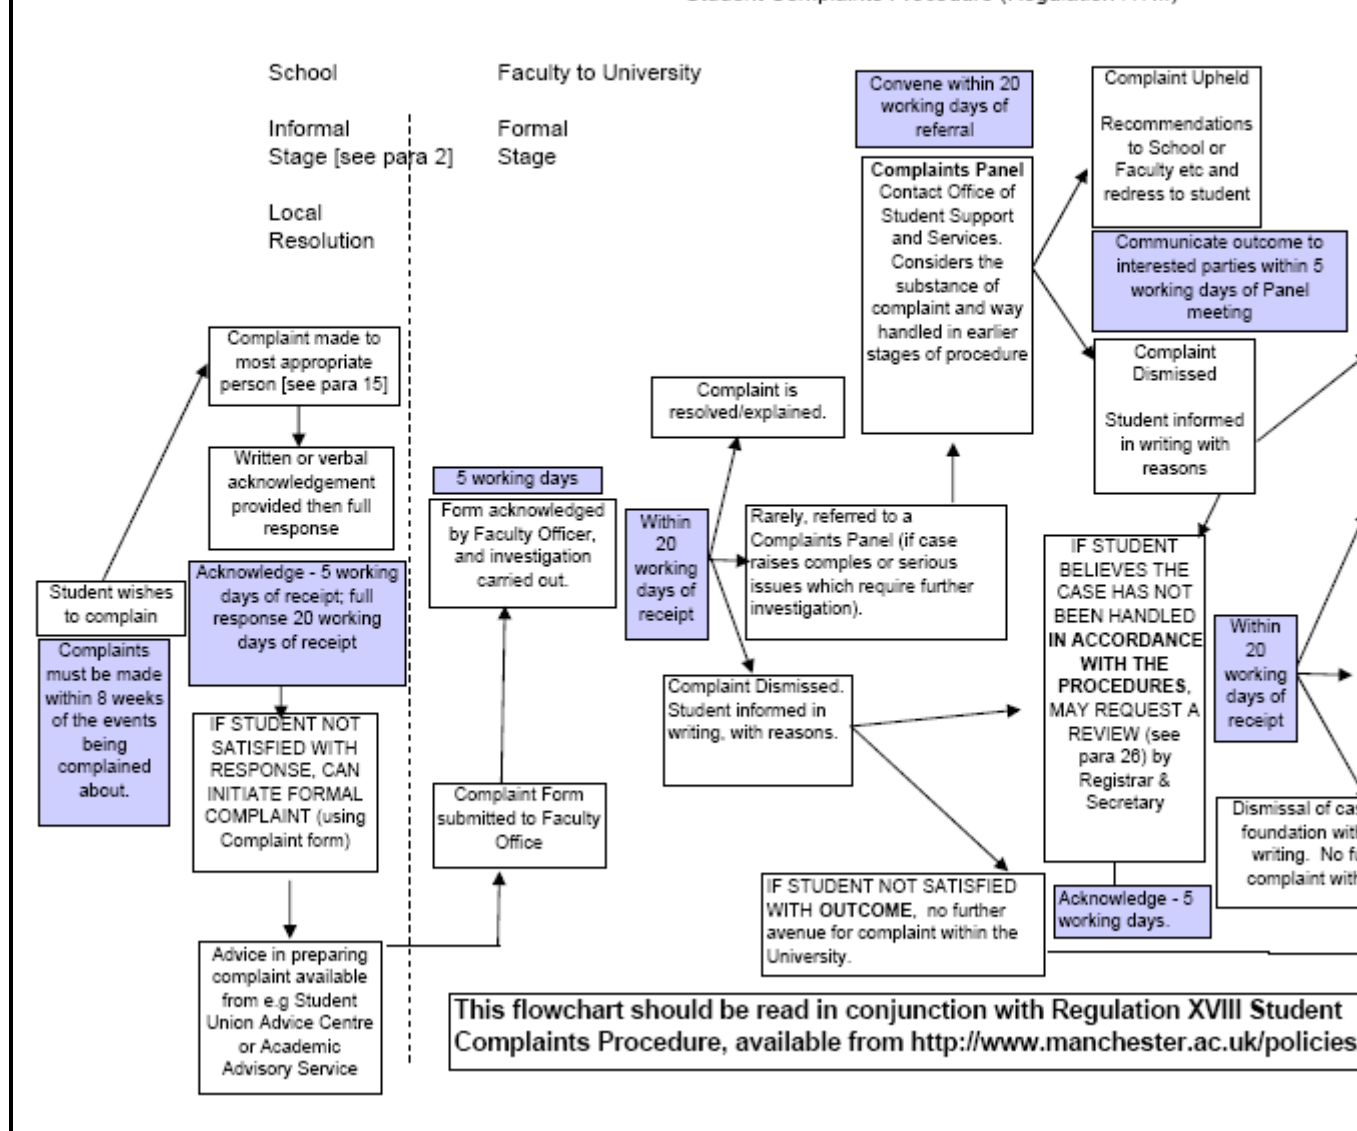 School
Faculty to University
Informal
Stage [see para 2]
Formal
Stage
Local
Resolution
Student wishes
to complain
Complaints
must be made
within 8 weeks
of the events
being
complained
about.
Complaint made to
most appropriate
person [see para 15]
Written or verbal
acknowledgement
provided then full
response
Acknowledge - 5 working
days of receipt; full
response 20 working
days of receipt
IF STUDENT NOT
SATISFIED WITH
RESPONSE, CAN
INITIATE FORMAL
COMPLAINT (using
Complaint form)
Advice in preparing
complaint available
from e.g Student
Union Advice Centre
or Academic
Advisory Service
Complaint Form
submitted to Faculty
Office
5 working days
Form acknowledged
by Faculty Officer,
and investigation
carried out.
Within
20
working
days of
receipt
Complaint is
resolved/explained.
Rarely, referred to a
Complaints Panel (if case
raises comples or serious
issues which require further
investigation).
Complaint Dismissed.
Student informed in
writing, with reasons.
Convene within 20
working days of
referral
Complaints Panel
Contact Office of
Student Support
and Services.
Considers the
substance of
complaint and way
handled in earlier
stages of procedure
Complaint Upheld
Recommendations
to School or
Faculty etc and
redress to student
Communicate outcome to
interested parties within 5
working days of Panel
meeting
Complaint
Dismissed
Student informed
in writing with
reasons
IF STUDENT
BELIEVES THE
CASE HAS NOT
BEEN HANDLED
IN ACCORDANCE
WITH THE
PROCEDURES,
MAY REQUEST A
REVIEW (see
para 26) by
Registrar &
Secretary
Acknowledge - 5
working days.
Within
20
working
days of
receipt
Dismissal of
foundation
writing. No
complaint
IF STUDENT NOT SATISFIED
WITH OUTCOME, no further
avenue for complaint within the
University.
This flowchart should be read in conjunction with Regulation XVIII Student
Complaints Procedure, available from http://www.manchester.ac.uk/policies